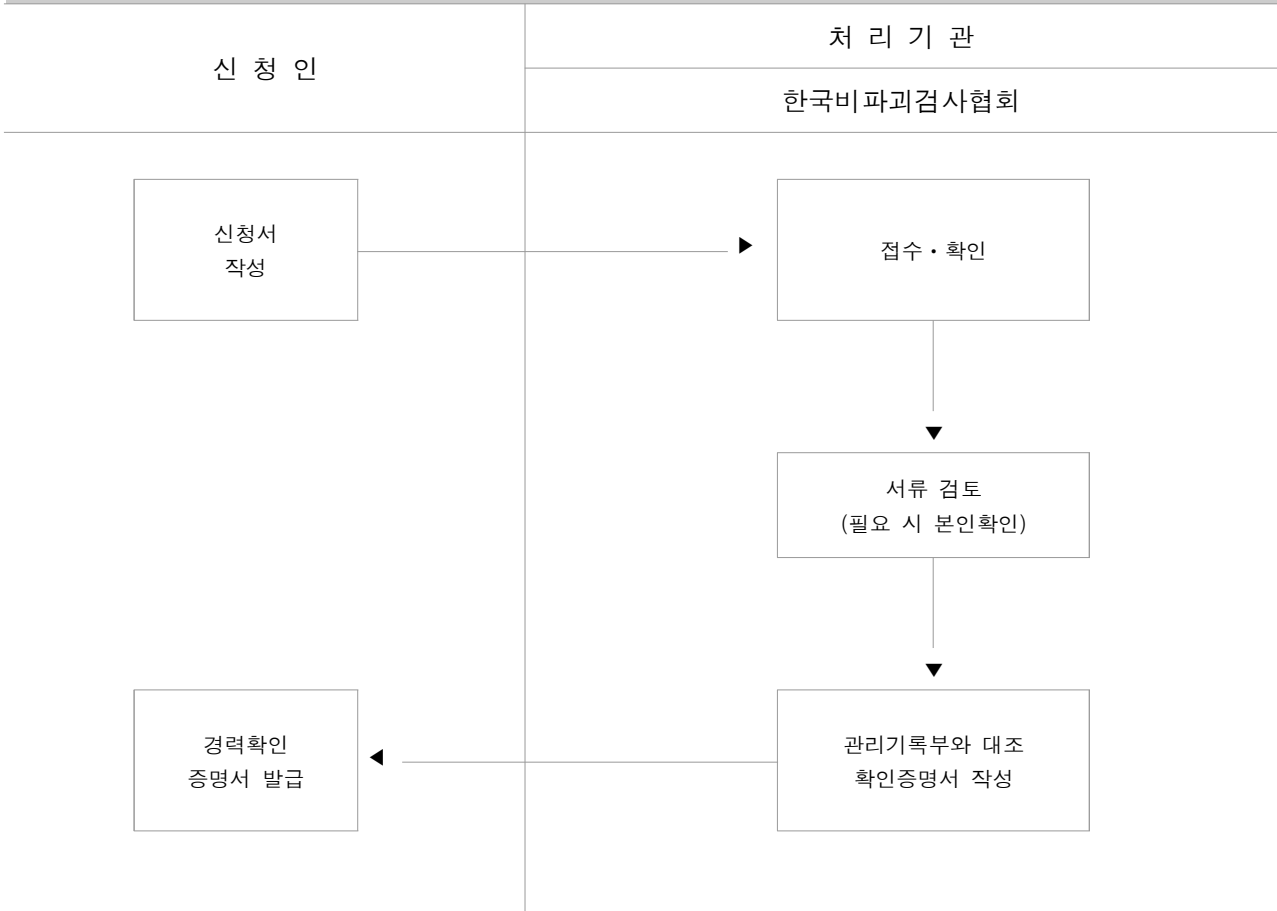 신 청 인
처 리 기 관
한국비파괴검사협회
신청서
작성
접수・확인
서류 검토
(필요 시 본인확인)
관리기록부와 대조
확인증명서 작성
경력확인
증명서 발급